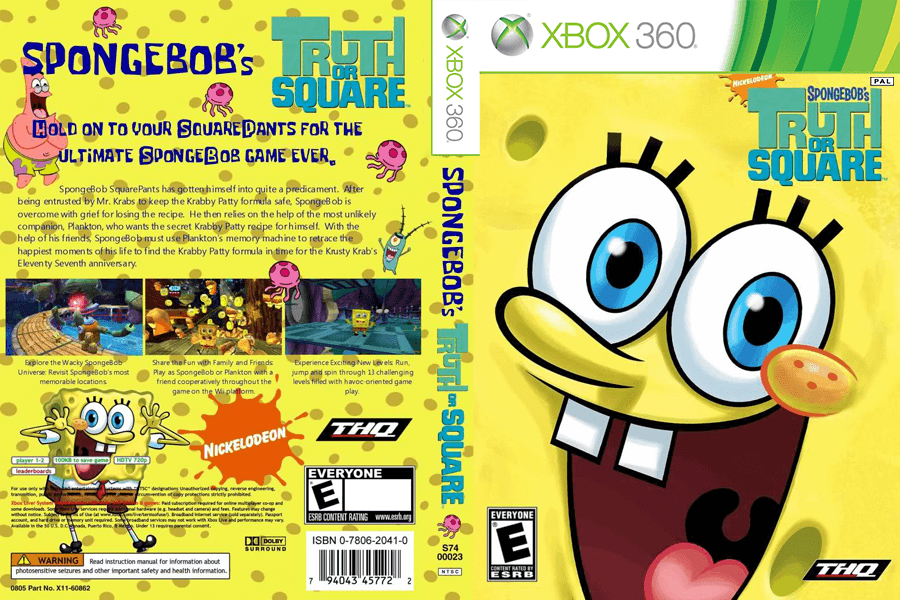 SPONGEBOB'S
TRUTH
OR
SQUARE
HOLD ON TO YOUR SQUAREPANTS FOR THE
ULTIMATE SPONGEBOB GAME EVER.
SpongeBob SquarePants has gotten himself into quite a predicament. After
being entrusted by Mr. Krabs to keep the Krabby Patty formula safe, SpongeBob is
overcome with grief for losing the recipe. He then relies on the help of the most unlikely
companion, Plankton, who wants the secret Krabby Patty recipe for himself. With the
help of his friends, SpongeBob must use Plankton's memory machine to retrace the
happiest moments of his life to find the Krabby Patty formula in time for the Krusty Krab's
Eleventy Seventh anniversary.
Explore the Wacky SpongeBob
Universe: Revisit SpongeBob's most
memorable locations.
Share the Fun with Family and Friends:
Play as SpongeBob or Plankton with a
friend cooperatively throughout the
game on the Wii platform.
Experience Exciting New Levels: Run,
jump and spin through 13 challenging
levels filled with havoc-oriented game
play.
NICKELODEON
THQ
player 1-2 100KB to save game HDTV 720p
leaderboards
EVERYONE
E
ESRB CONTENT RATING www.esrb.org
DOLBY
SURROUND
ISBN 0-7806-2041-0
7 94043 45772 2
WARNING Read instruction manual for information about
photosensitive seizures and other important safety and health information.
0805 Part No. X11-60862
XBOX 360
SPONGEBOB'S
TRUTH OR SQUARE
S74
00023
NTSC
XBOX 360
NICKELODEON
PAL
SPONGEBOB'S
TRUTH
OR
SQUARE
EVERYONE
E
CONTENT RATED BY
ESRB
THQ